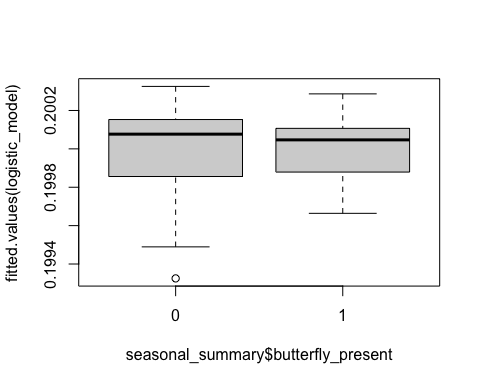 fitted.values(logistic_model)
0.2002
0.1998
0.1994
0
1
seasonal_summary$butterfly_present